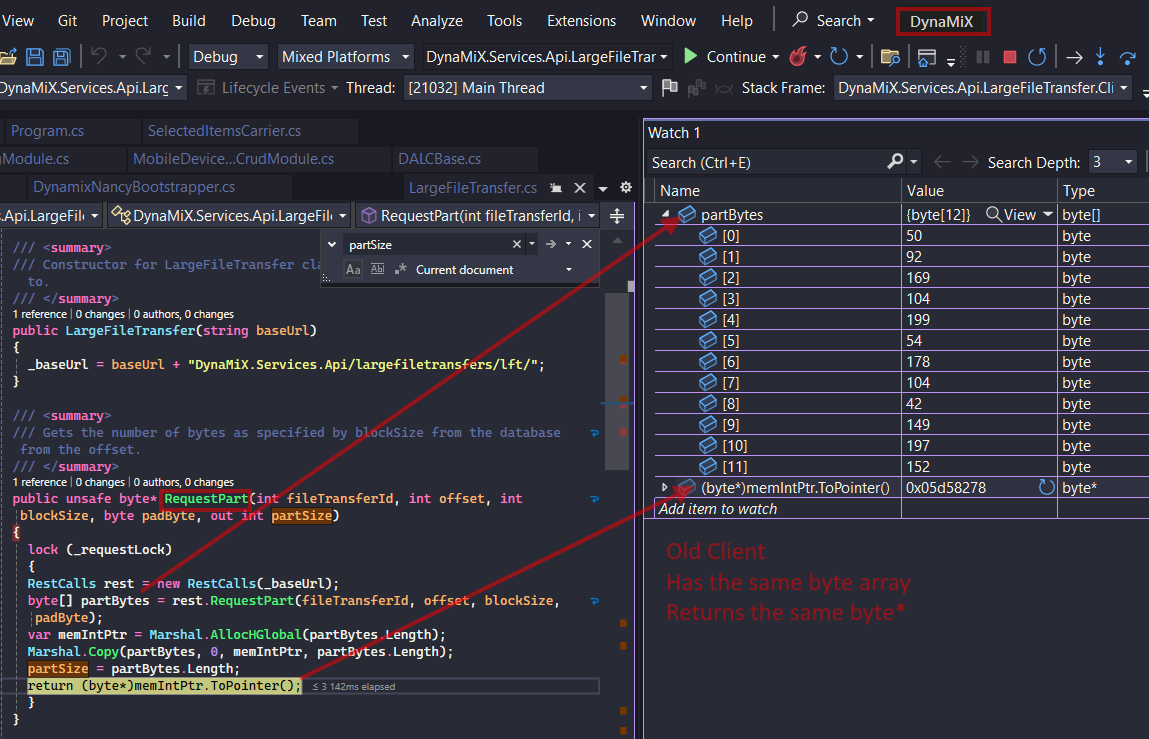 View Git Project Build Debug Team Test Analyze Tools Extensions Window Help Search DynaMiX
Debug Mixed Platforms DynaMiX.Services.Api.LargeFileTrar Continue
DynaMiX.Services.Api.Larg Lifecycle Events Thread: [21032] Main Thread Stack Frame: DynaMiX.Services.Api.LargeFileTransfer.Cli
Program.cs SelectedItemsCarrier.cs
Module.cs MobileDevice...CrudModule.cs DALCBase.cs
DynamixNancyBootstrapper.cs LargeFileTransfer.cs
.Api.LargeFil DynaMiX.Services.Api.LargeFil RequestPart(int fileTransferId, i
partSize
Aa Ab .* Current document
/// <summary>
/// Constructor for LargeFileTransfer cla
to.
/// </summary>
1 reference | 0 changes | 0 authors, 0 changes
public LargeFileTransfer(string baseUrl)
{
_baseUrl = baseUrl + "DynaMiX.Services.Api/largefiletransfers/lft/";
}
/// <summary>
/// Gets the number of bytes as specified by blockSize from the database
from the offset.
/// </summary>
1 reference | 0 changes | 0 authors, 0 changes
public unsafe byte* RequestPart(int fileTransferId, int offset, int
blockSize, byte padByte, out int partSize)
{
lock (_requestLock)
{
RestCalls rest = new RestCalls(_baseUrl);
byte[] partBytes = rest.RequestPart(fileTransferId, offset, blockSize,
padByte);
var memIntPtr = Marshal.AllocHGlobal(partBytes.Length);
Marshal.Copy(partBytes, 0, memIntPtr, partBytes.Length);
partSize = partBytes.Length;
return (byte*)memIntPtr.ToPointer(); ≤ 3 142ms elapsed
}
}
Watch 1
Search (Ctrl+E) Search Depth: 3
Name Value Type
partBytes {byte[12]} View byte[]
[0] 50 byte
[1] 92 byte
[2] 169 byte
[3] 104 byte
[4] 199 byte
[5] 54 byte
[6] 178 byte
[7] 104 byte
[8] 42 byte
[9] 149 byte
[10] 197 byte
[11] 152 byte
(byte*)memIntPtr.ToPointer() 0x05d58278 byte*
Add item to watch
Old Client
Has the same byte array
Returns the same byte*